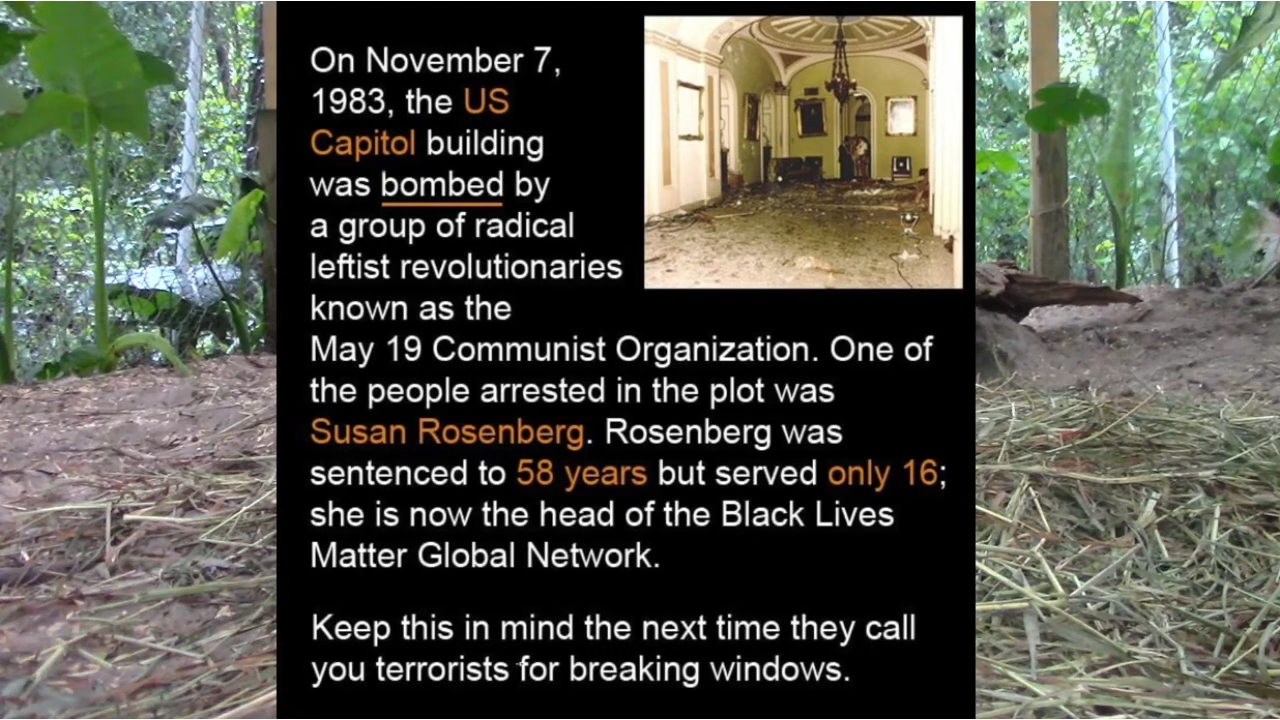 On November 7,
1983, the US
Capitol building
was bombed by
a group of radical
leftist revolutionaries
known as the
May 19 Communist Organization. One of
the people arrested in the plot was
Susan Rosenberg. Rosenberg was
sentenced to 58 years but served only 16;
she is now the head of the Black Lives
Matter Global Network.
Keep this in mind the next time they call
you terrorists for breaking windows.